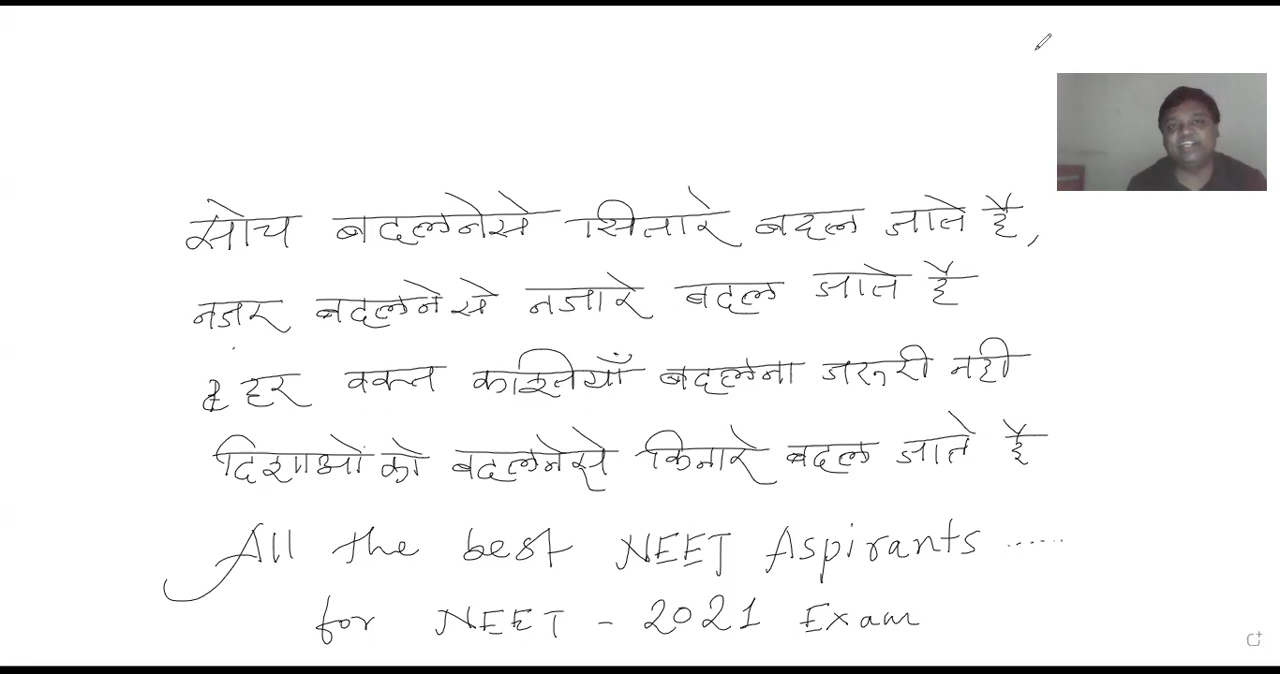 सोच बदलनेसे सितारे बदल जाते है,
नजर बदलनेसे नजारे बदल जाते है
हर वक्त कश्तियाँ बदलना जरूरी नही
दिशाओं को बदलनेसे किनारे बदल जाते है
All the best NEET Aspirants ......
for NEET - 2021 Exam